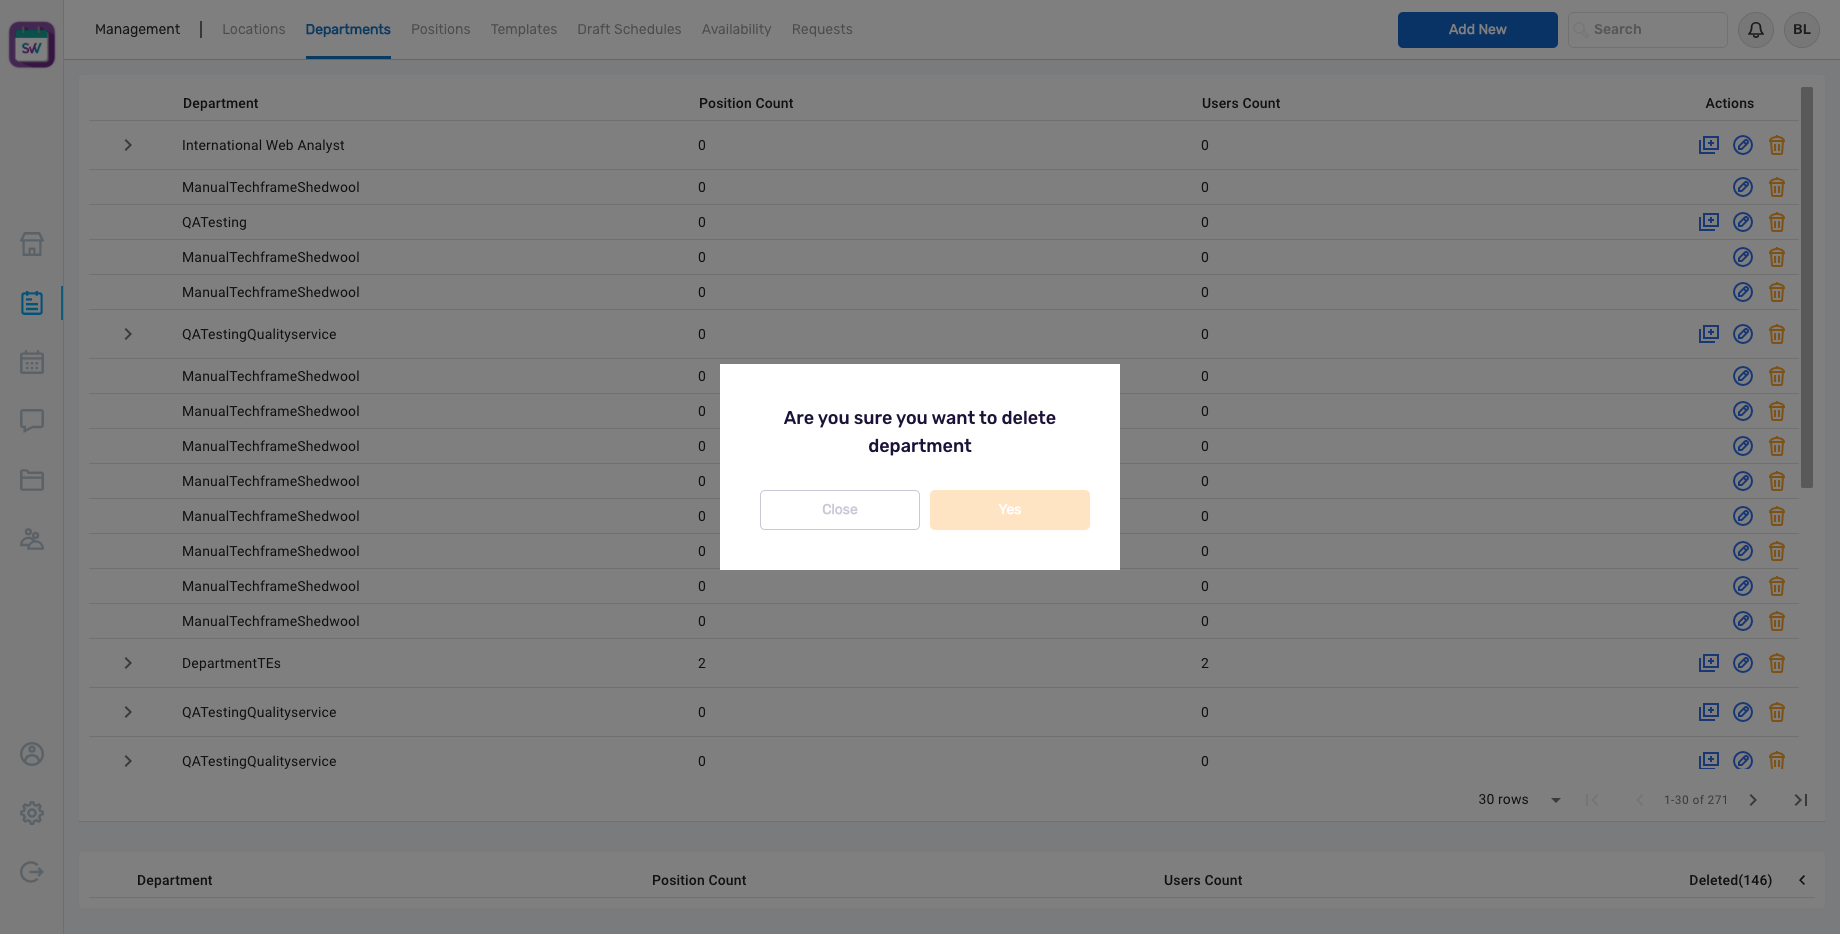 SW
Management | Locations Departments Positions Templates Draft Schedules Availability Requests Add New Search BL
Department Position Count Users Count Actions
International Web Analyst 0 0
ManualTechframeShedwool 0 0
QATesting 0 0
ManualTechframeShedwool 0 0
ManualTechframeShedwool 0 0
QATestingQualityservice 0 0
ManualTechframeShedwool 0 0
ManualTechframeShedwool 0 0
ManualTechframeShedwool 0 0
ManualTechframeShedwool 0 0
ManualTechframeShedwool 0 0
ManualTechframeShedwool 0 0
ManualTechframeShedwool 0 0
ManualTechframeShedwool 0 0
DepartmentTEs 2 2
QATestingQualityservice 0 0
QATestingQualityservice 0 0
Are you sure you want to delete
department
Close Yes
30 rows 1-30 of 271
Department Position Count Users Count Deleted(146)